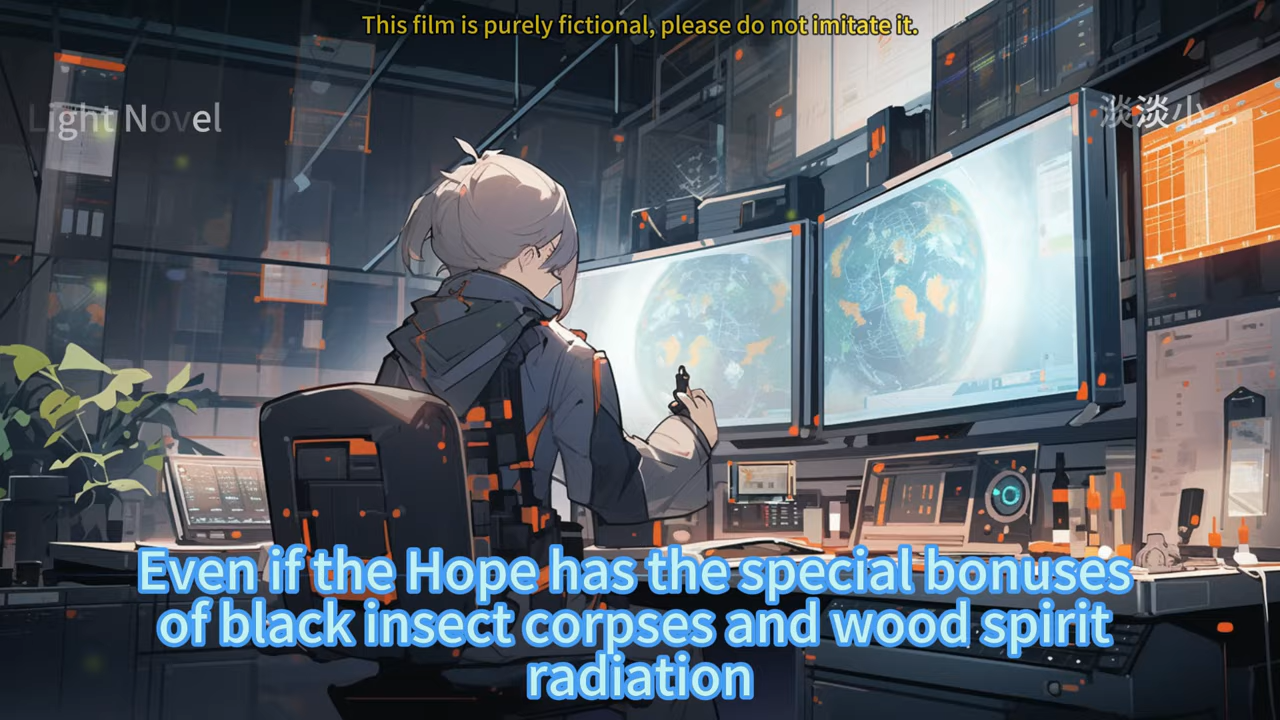 This film is purely fictional, please do not imitate it.
Light Novel
淡淡小
Even if the Hope has the special bonuses
of black insect corpses and wood spirit
radiation